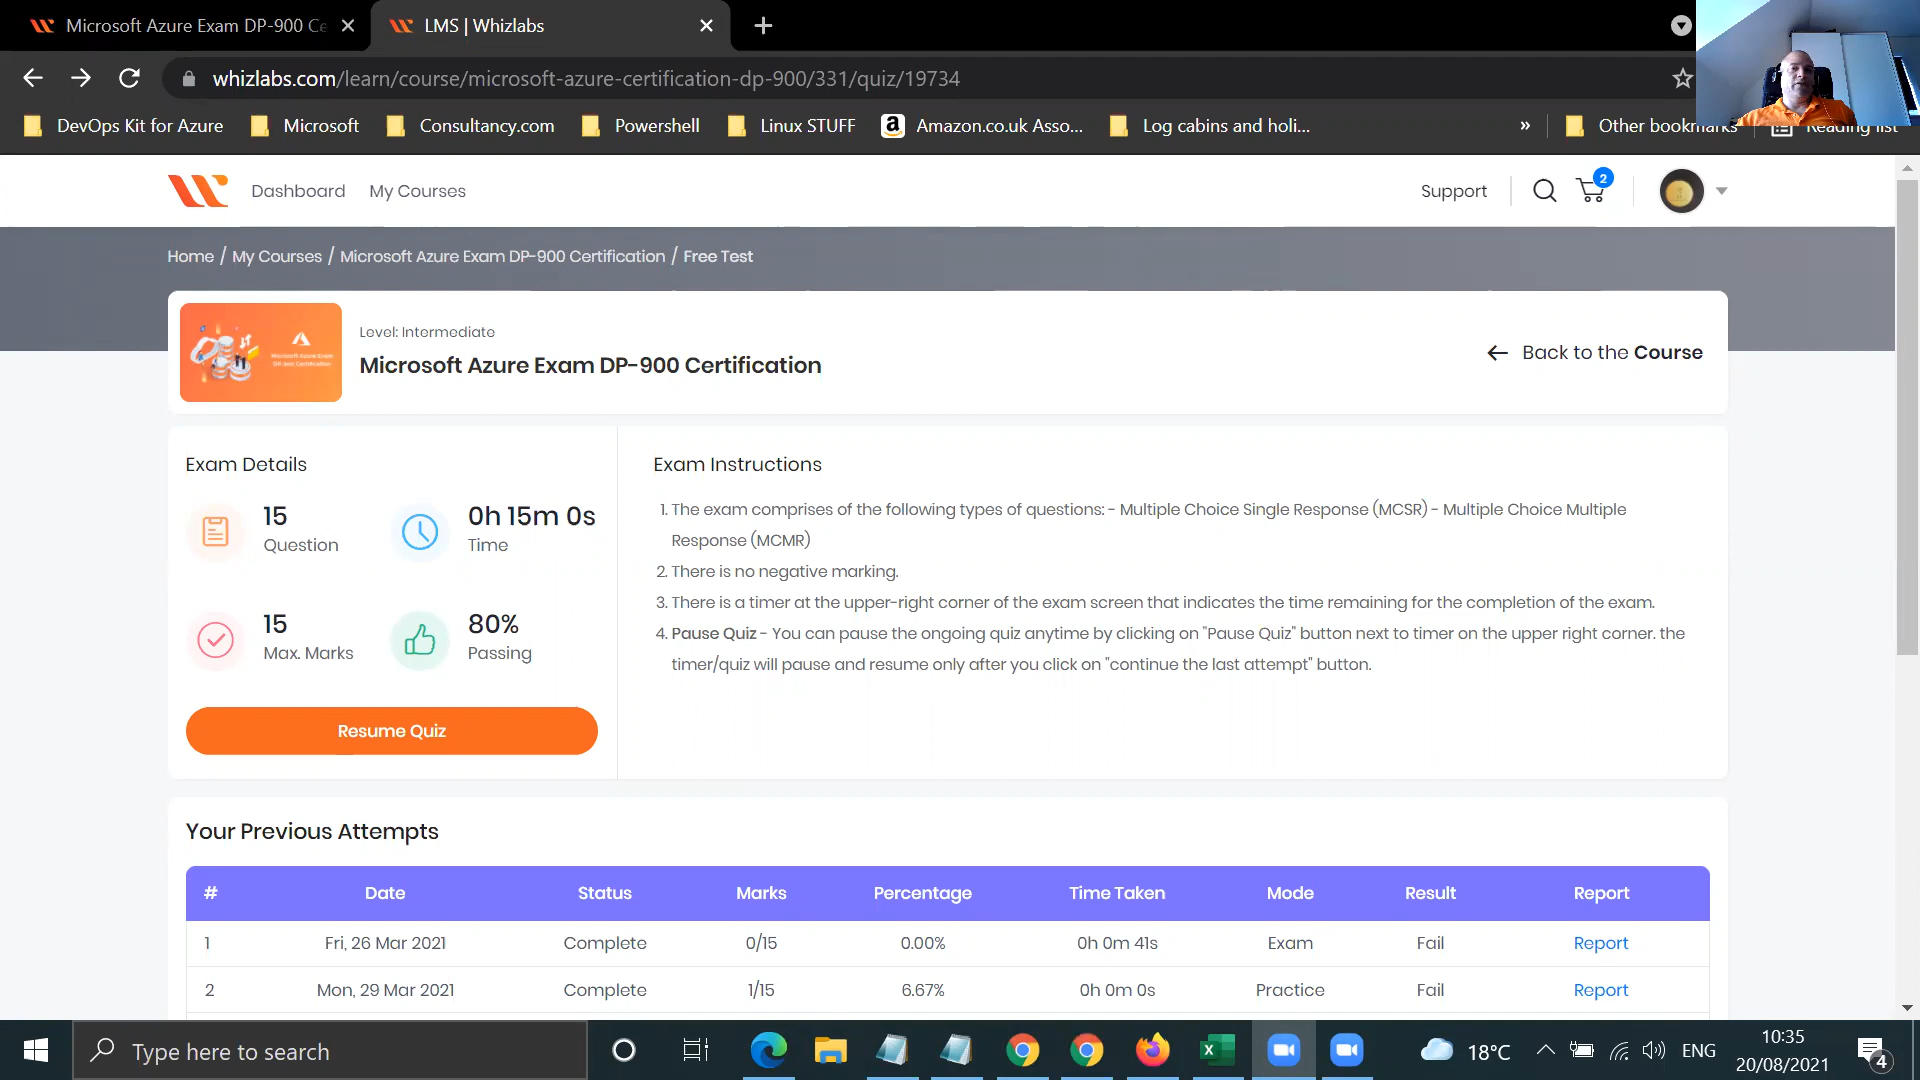 Microsoft Azure Exam DP-900 Ce
LMS | Whizlabs
whizlabs.com/learn/course/microsoft-azure-certification-dp-900/331/quiz/19734
DevOps Kit for Azure
Microsoft
Consultancy.com
Powershell
Linux STUFF
Amazon.co.uk Asso...
Log cabins and holi...
»
Other bookmarks
Reading list
Dashboard
My Courses
Support
2
Home / My Courses / Microsoft Azure Exam DP-900 Certification / Free Test
Level: Intermediate
Microsoft Azure Exam DP-900 Certification
Back to the Course
Exam Details
15
Question
0h 15m 0s
Time
15
Max. Marks
80%
Passing
Resume Quiz
Exam Instructions
1. The exam comprises of the following types of questions: - Multiple Choice Single Response (MCSR) - Multiple Choice Multiple
Response (MCMR)
2. There is no negative marking.
3. There is a timer at the upper-right corner of the exam screen that indicates the time remaining for the completion of the exam.
4. Pause Quiz - You can pause the ongoing quiz anytime by clicking on "Pause Quiz" button next to timer on the upper right corner. the
timer/quiz will pause and resume only after you click on "continue the last attempt" button.
Your Previous Attempts
# Date Status Marks Percentage Time Taken Mode Result Report
1 Fri, 26 Mar 2021 Complete 0/15 0.00% 0h 0m 41s Exam Fail Report
2 Mon, 29 Mar 2021 Complete 1/15 6.67% 0h 0m 0s Practice Fail Report
Type here to search
18°C
ENG
10:35
20/08/2021
4